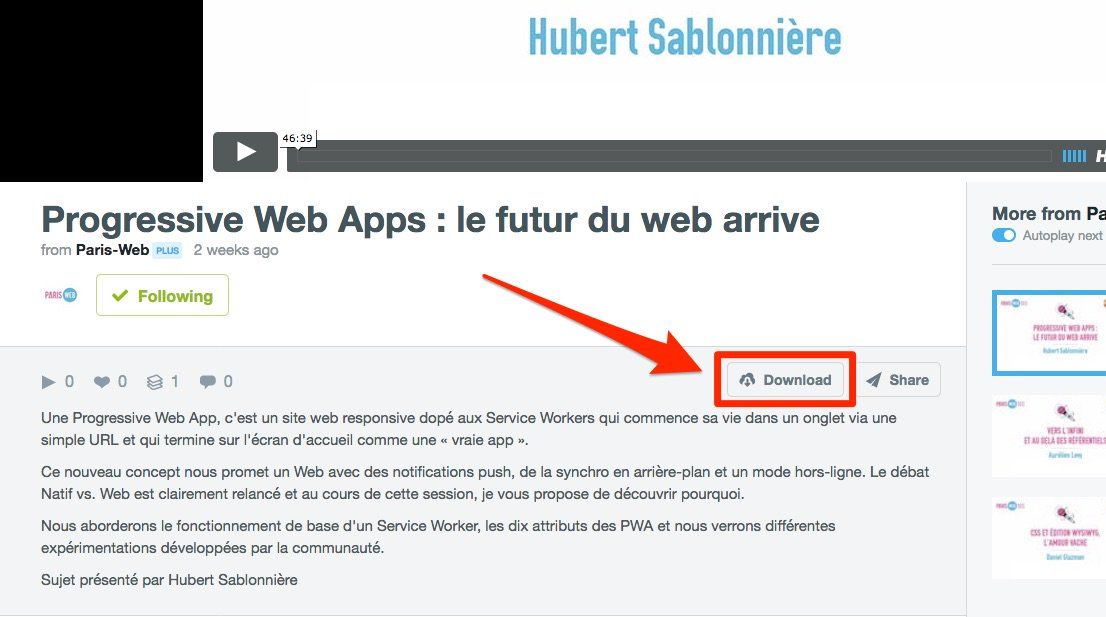 Hubert Sablonnière
46:39
H
Progressive Web Apps : le futur du web arrive
from Paris-Web PLUS 2 weeks ago
PARIS WEB
Following
0 0 1 0
Download
Share
Une Progressive Web App, c'est un site web responsive dopé aux Service Workers qui commence sa vie dans un onglet via une
simple URL et qui termine sur l'écran d'accueil comme une « vraie app ».
Ce nouveau concept nous promet un Web avec des notifications push, de la synchro en arrière-plan et un mode hors-ligne. Le débat
Natif vs. Web est clairement relancé et au cours de cette session, je vous propose de découvrir pourquoi.
Nous aborderons le fonctionnement de base d'un Service Worker, les dix attributs des PWA et nous verrons différentes
expérimentations développées par la communauté.
Sujet présenté par Hubert Sablonnière
More from Pa
Autoplay next
PARIS WEB
PROGRESSIVE WEB APPS :
LE FUTUR DU WEB ARRIVE
Hubert Sablonnière
PARIS WEB
VERS L'INFINI
ET AU DELÀ DES RÉFÉRENTIELS
Aurélien Levy
PARIS WEB
CSS ET ÉDITION WYSIWYG,
L'AMOUR VACHE
Daniel Glazman